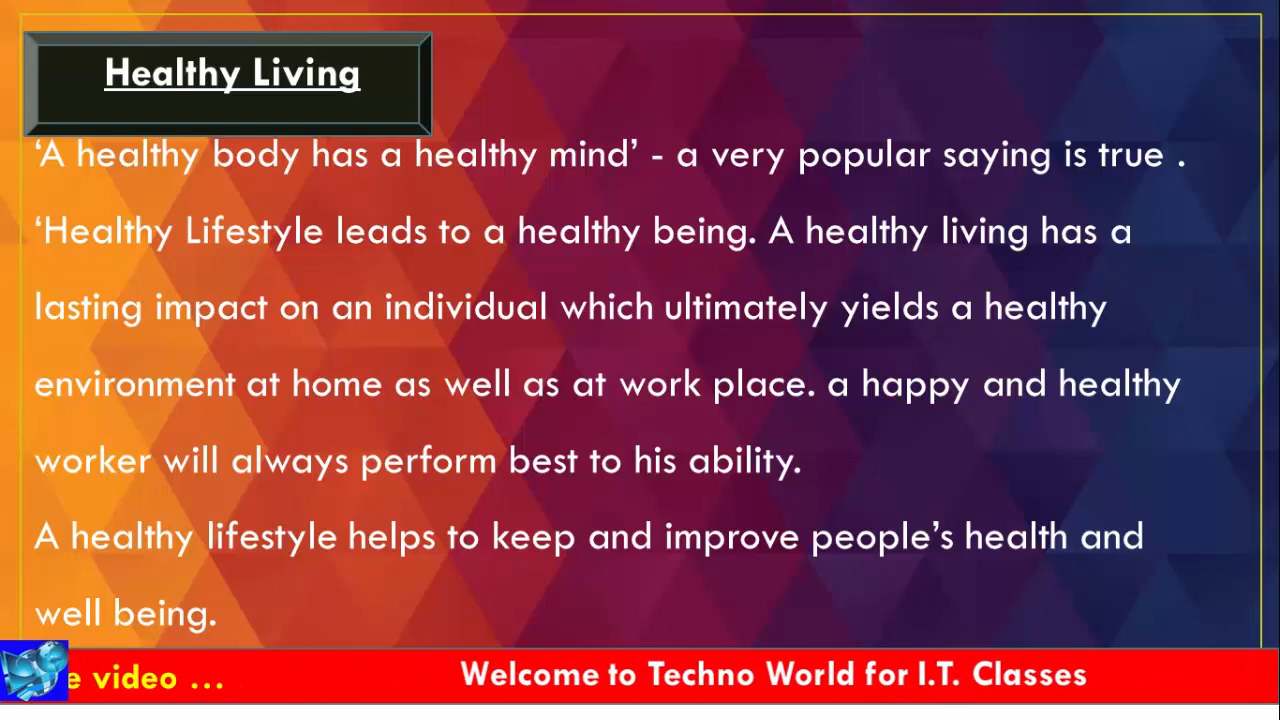 Healthy Living
‘A healthy body has a healthy mind’ - a very popular saying is true .
‘Healthy Lifestyle leads to a healthy being. A healthy living has a
lasting impact on an individual which ultimately yields a healthy
environment at home as well as at work place. a happy and healthy
worker will always perform best to his ability.
A healthy lifestyle helps to keep and improve people’s health and
well being.
e video ...
Welcome to Techno World for I.T. Classes